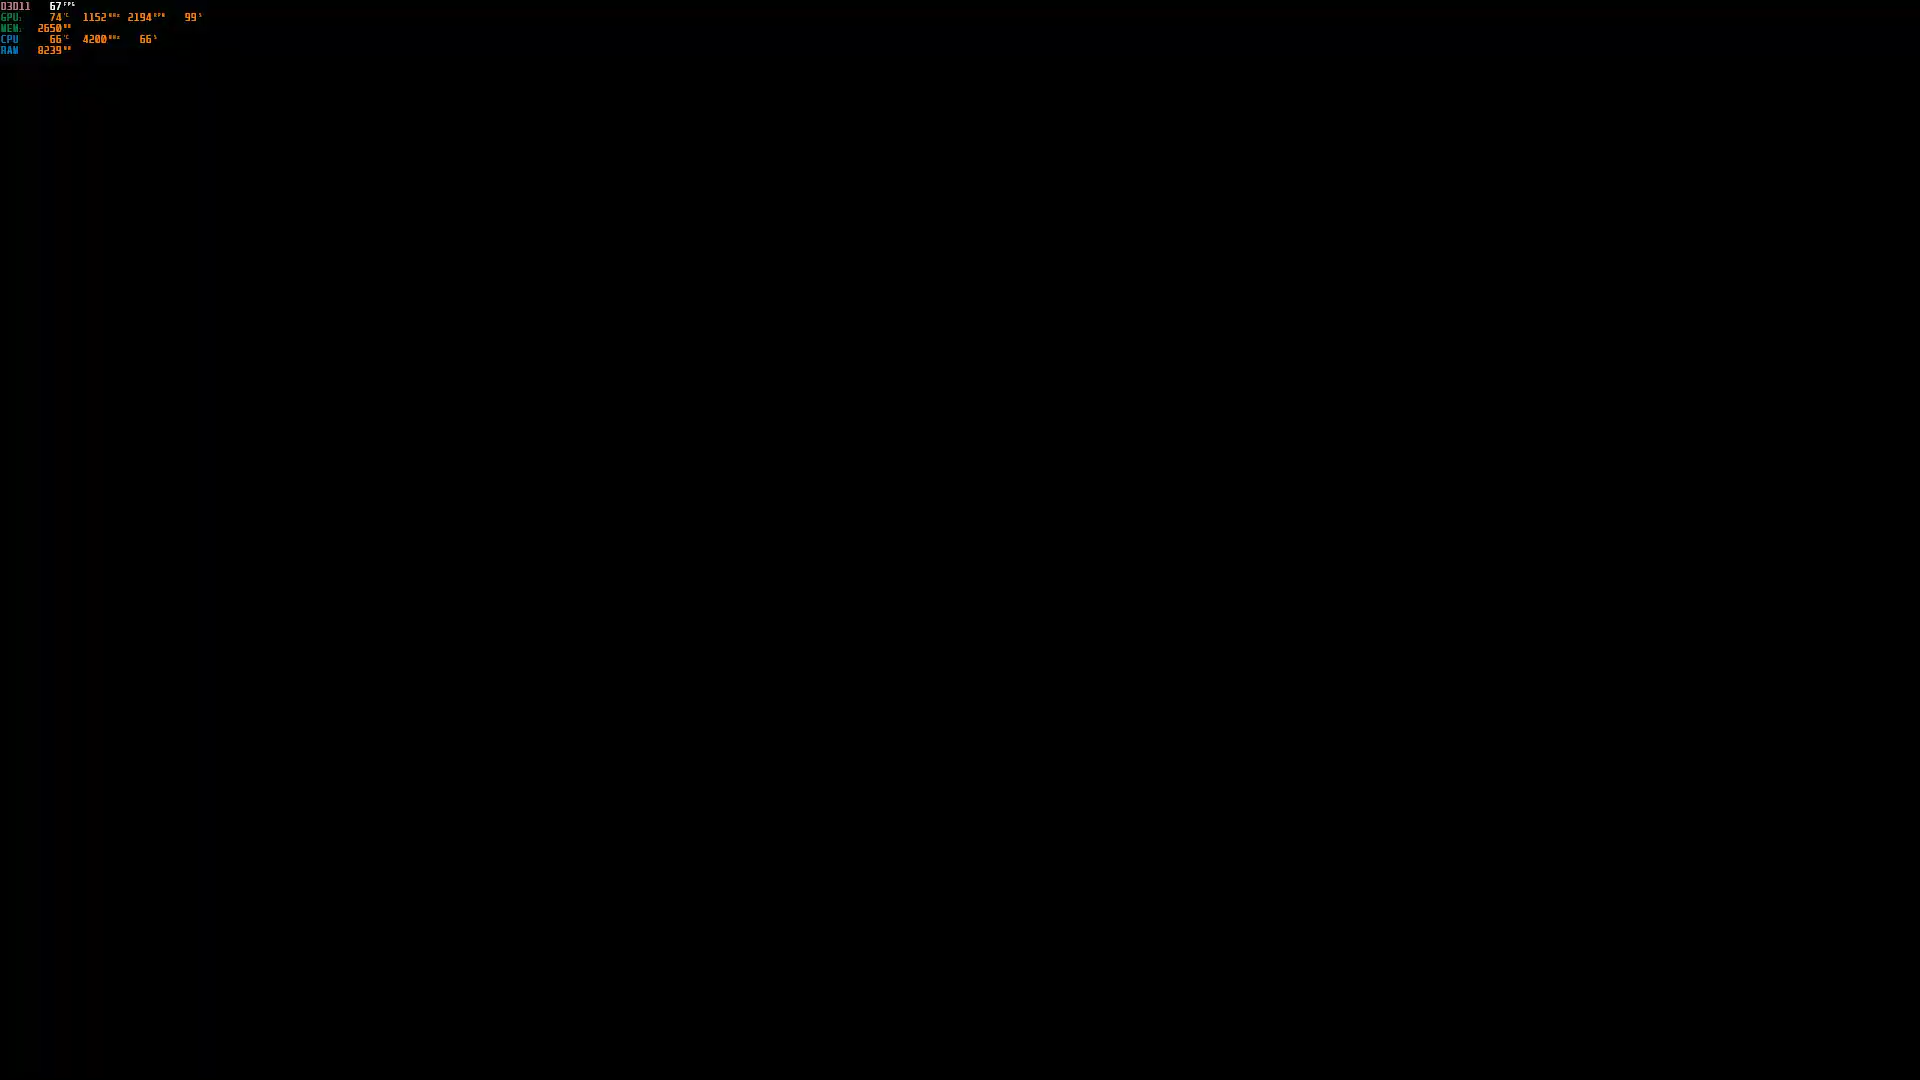 D3D11 67 FPS
GPU 74 °C 1152 MHz 2194 RPM 99 %
MEM 2650 MB
CPU 66 °C 4200 MHz 66 %
RAM 8239 MB